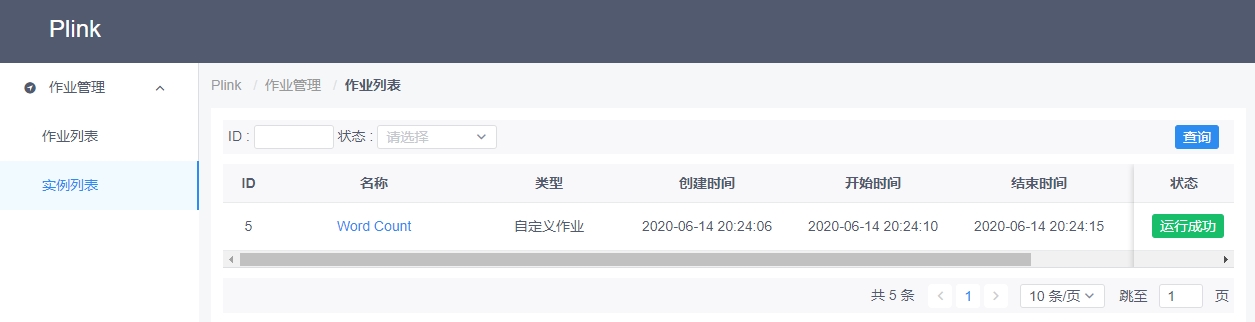 Plink
作业管理
作业列表
实例列表
Plink / 作业管理 / 作业列表
ID : 状态 : 请选择 查询
ID 名称 类型 创建时间 开始时间 结束时间 状态
5 Word Count 自定义作业 2020-06-14 20:24:06 2020-06-14 20:24:10 2020-06-14 20:24:15 运行成功
共 5 条 1 10 条/页 跳至 1 页